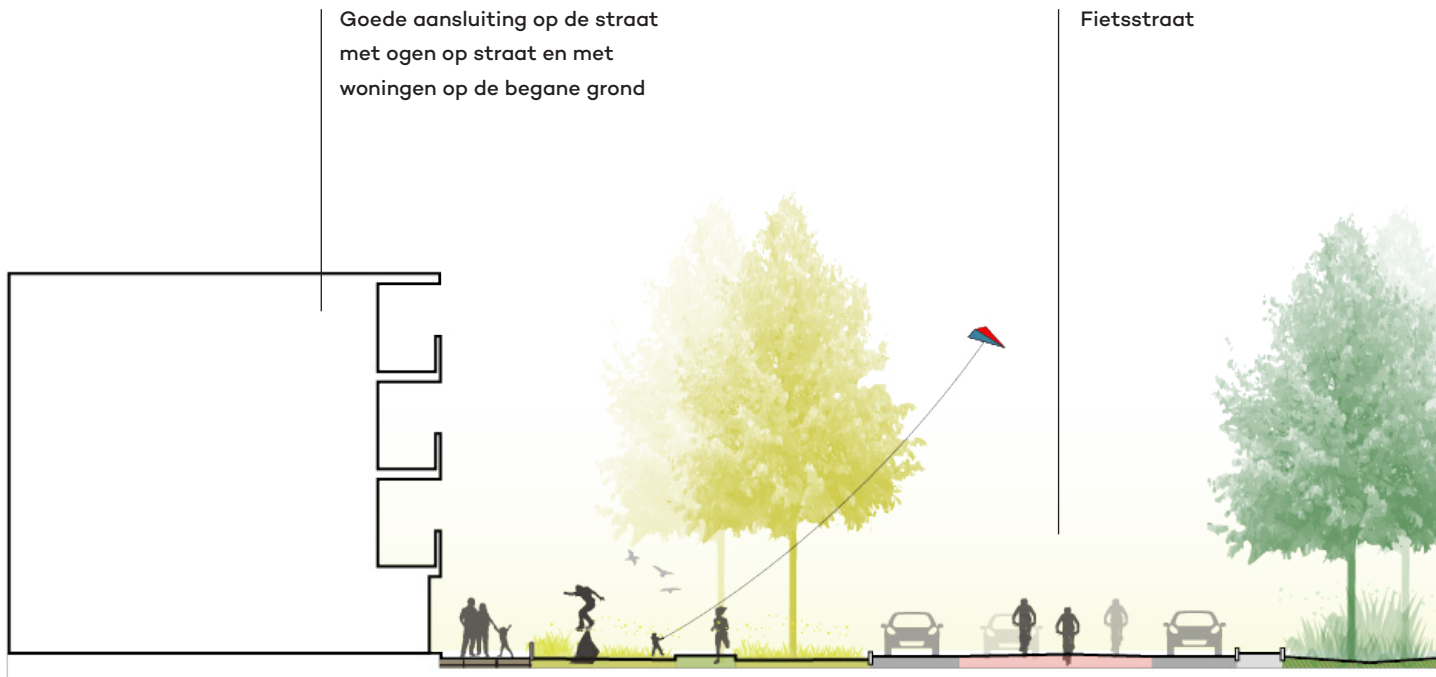 Goede aansluiting op de straat
met ogen op straat en met
woningen op de begane grond
Fietsstraat